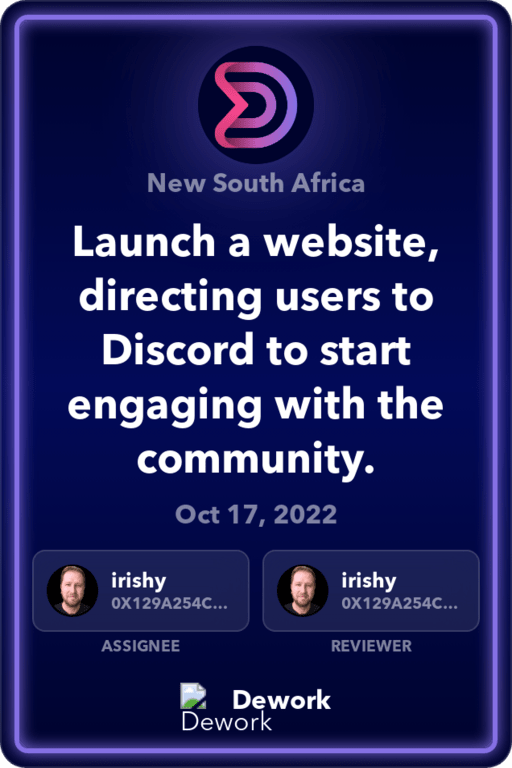 New South Africa
Launch a website,
directing users to
Discord to start
engaging with the
community.
Oct 17, 2022
irishy
0X129A254C...
ASSIGNEE
irishy
0X129A254C...
REVIEWER
Dework
Dework